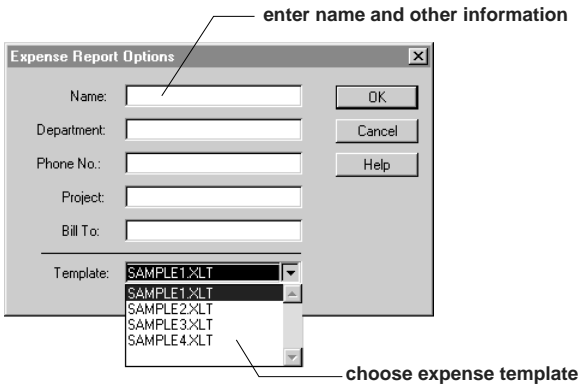 enter name and other information
Expense Report Options
Name:
OK
Department:
Cancel
Phone No.:
Help
Project:
Bill To:
Template:
SAMPLE1.XLT
SAMPLE1.XLT
SAMPLE2.XLT
SAMPLE3.XLT
SAMPLE4.XLT
choose expense template